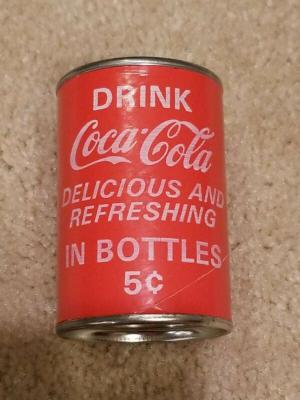 DRINK
Coca-Cola
DELICIOUS AND
REFRESHING
IN BOTTLES
5¢